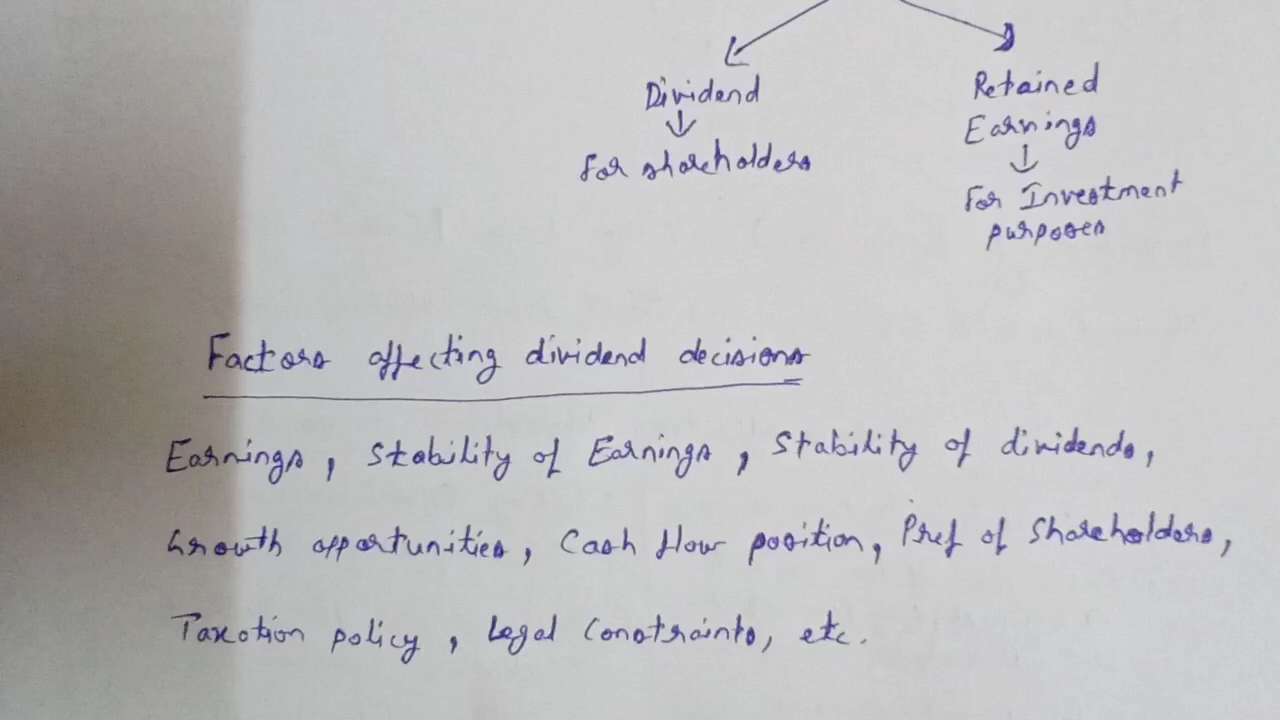 Dividend
Retained
Earnings
↓
↓
for shareholders
For Investment
purposes
Factors affecting dividend decisions
Earnings, Stability of Earnings, Stability of dividends,
Growth opportunities, Cash flow position, Pref of Shareholders,
Taxation policy, Legal Constraints, etc.